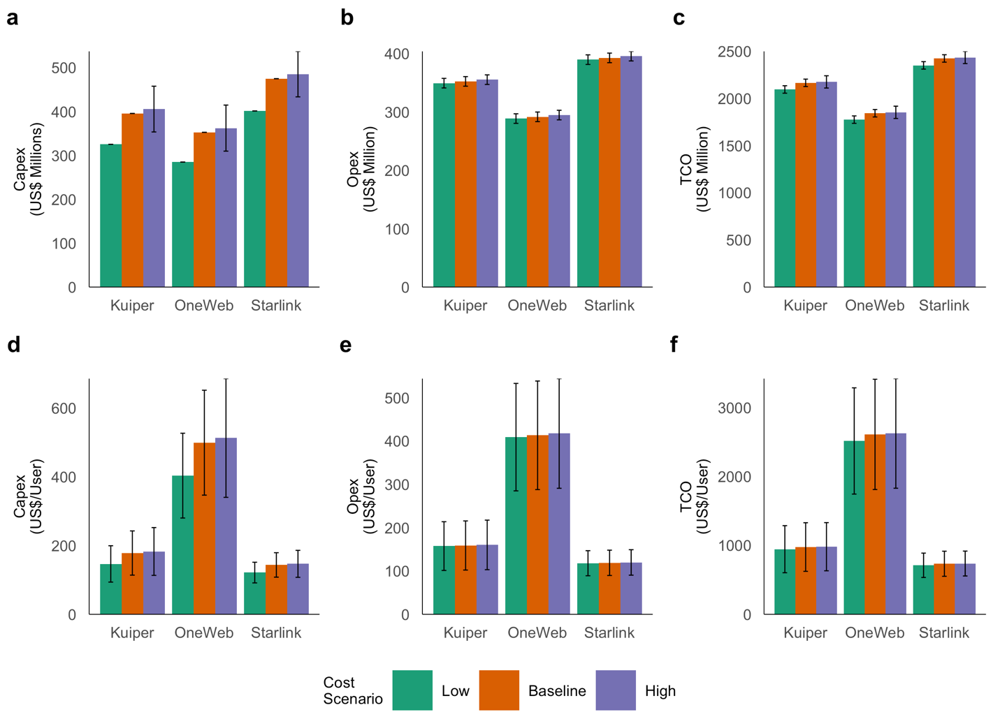 a
Capex
(US$ Millions)
500
400
300
200
100
0
Kuiper OneWeb Starlink
b
Opex
(US$ Million)
400
300
200
100
0
Kuiper OneWeb Starlink
c
TCO
(US$ Million)
2500
2000
1500
1000
500
0
Kuiper OneWeb Starlink
d
Capex
(US$/User)
600
400
200
0
Kuiper OneWeb Starlink
e
Opex
(US$/User)
500
400
300
200
100
0
Kuiper OneWeb Starlink
f
TCO
(US$/User)
3000
2000
1000
0
Kuiper OneWeb Starlink
Cost
Scenario
Low Baseline High